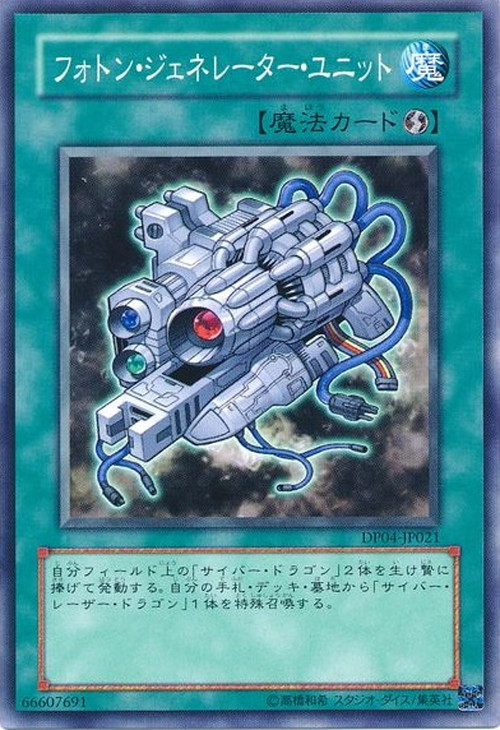 フォトン・ジェネレーター・ユニット 魔
【魔法カード】
DP04-JP021
自分フィールド上の「サイバー・ドラゴン」2体を生け贄に
捧げて発動する。自分の手札・デッキ・墓地から「サイバー・
レーザー・ドラゴン」1体を特殊召喚する。
66607691 ©高橋和希 スタジオ・ダイス/集英社